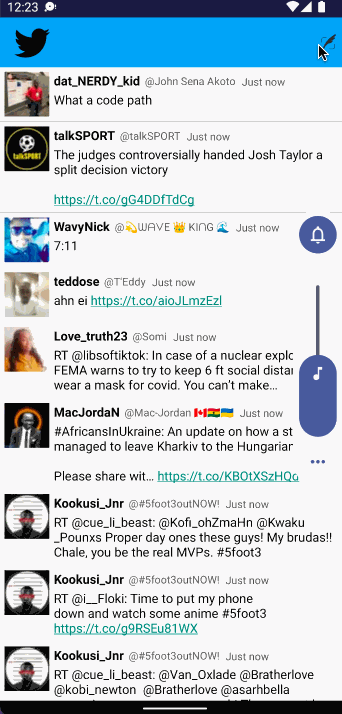 12:23
dat_NERDY_kid @John Sena Akoto Just now
What a code path
talkSPORT @talkSPORT Just now
The judges controversially handed Josh Taylor a
split decision victory
https://t.co/gG4DDfTdCg
WavyNick @💫ᑌᗩᐯE 👑 KIᑎG 🌊 Just now
7:11
teddose @T'Eddy Just now
ahn ei https://t.co/aioJLmzEzl
Love_truth23 @Somi Just now
RT @libsoftiktok: In case of a nuclear explo
FEMA warns to try to keep 6 ft social distan
wear a mask for covid. You can't make…
MacJordaN @Mac-Jordan 🇨🇦🇬🇭🇺🇦 Just now
#AfricansInUkraine: An update on how a st
managed to leave Kharkiv to the Hungarian
Please share wit… https://t.co/KBOtXSzHQo
Kookusi_Jnr @#5foot3outNOW! Just now
RT @cue_li_beast: @Kofi_ohZmaHn @Kwaku
_Pounxs Proper day ones these guys! My brudas!!
Chale, you be the real MVPs. #5foot3
Kookusi_Jnr @#5foot3outNOW! Just now
RT @i__Floki: Time to put my phone
down and watch some anime #5foot3
https://t.co/g9RSEu81WX
Kookusi_Jnr @#5foot3outNOW! Just now
RT @cue_li_beast: @Van_Oxlade @Bratherlove
@kobi_newton @Bratherlove @asarhbella